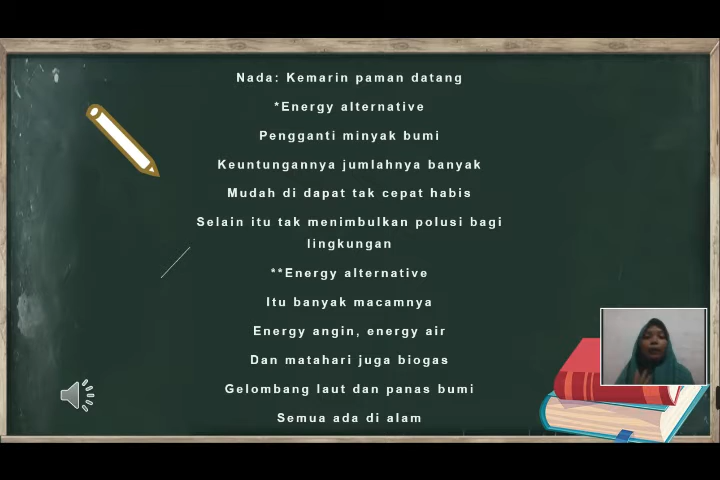 Nada: Kemarin paman datang
*Energy alternative
Pengganti minyak bumi
Keuntungannya jumlahnya banyak
Mudah di dapat tak cepat habis
Selain itu tak menimbulkan polusi bagi
lingkungan
**Energy alternative
Itu banyak macamnya
Energy angin, energy air
Dan matahari juga biogas
Gelombang laut dan panas bumi
Semua ada di alam